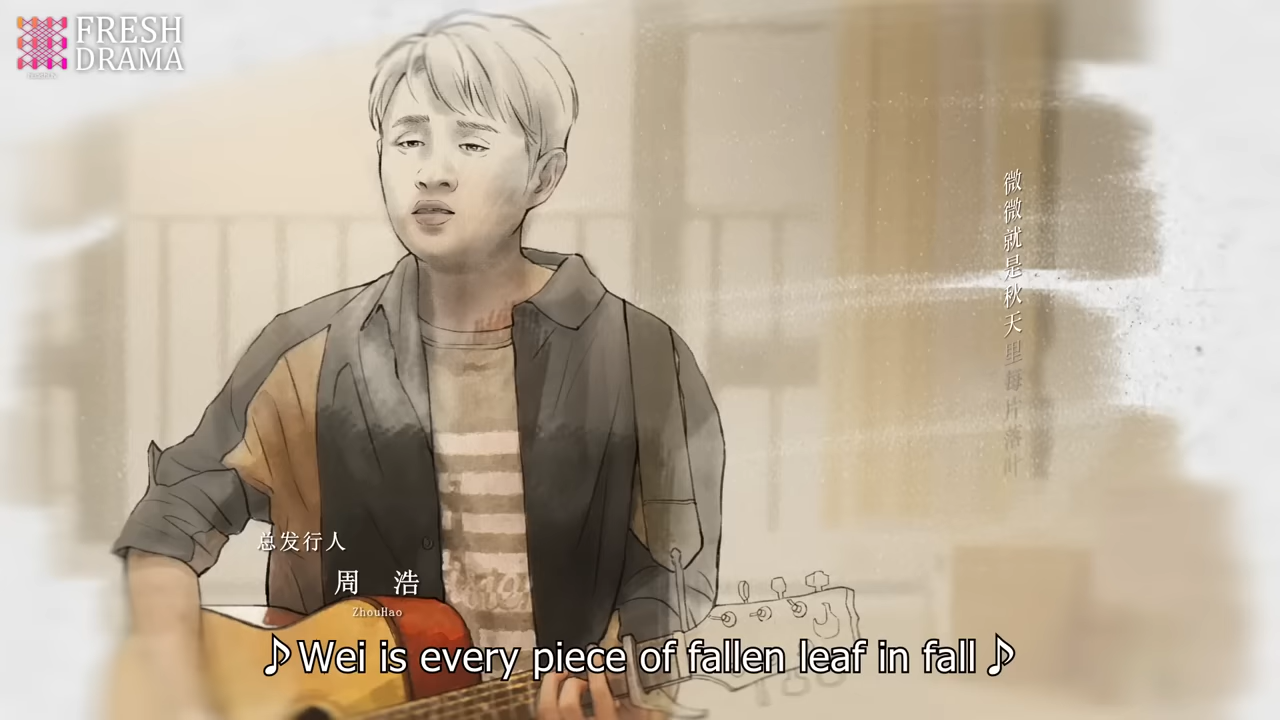 FRESH
DRAMA
微微就是秋天里每片落叶
总发行人
周 浩
ZhouHao
♪Wei is every piece of fallen leaf in fall♪